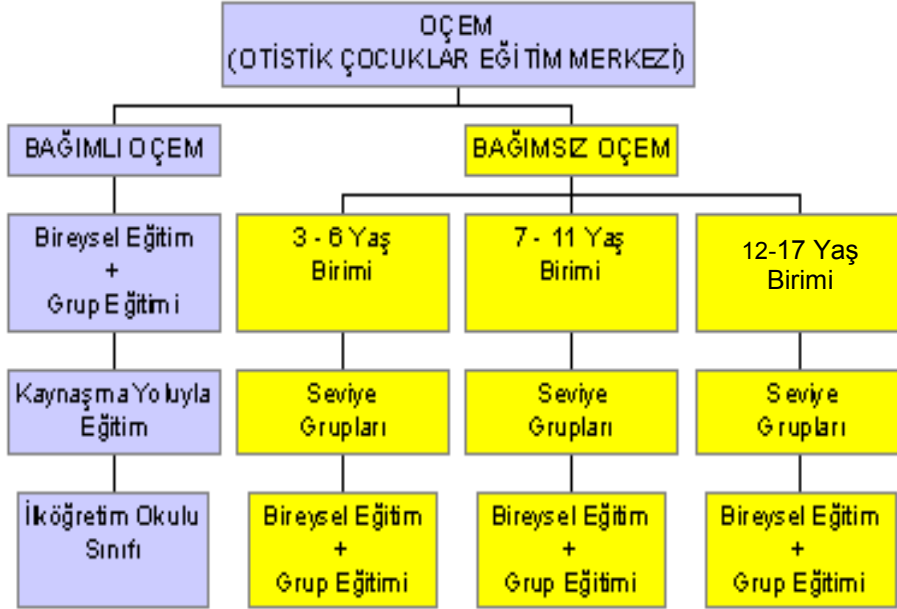 OÇEM
(OTİSTİK ÇOCUKLAR EĞİTİM MERKEZİ)
BAĞIMLI OÇEM
BAĞIMSIZ OÇEM
Bireysel Eğitim
+
Grup Eğitimi
3 - 6 Yaş
Birimi
7 - 11 Yaş
Birimi
12-17 Yaş
Birimi
Kaynaşma Yoluyla
Eğitim
Seviye
Grupları
Seviye
Grupları
Seviye
Grupları
İlköğretim Okulu
Sınıfı
Bireysel Eğitim
+
Grup Eğitimi
Bireysel Eğitim
+
Grup Eğitimi
Bireysel Eğitim
+
Grup Eğitimi